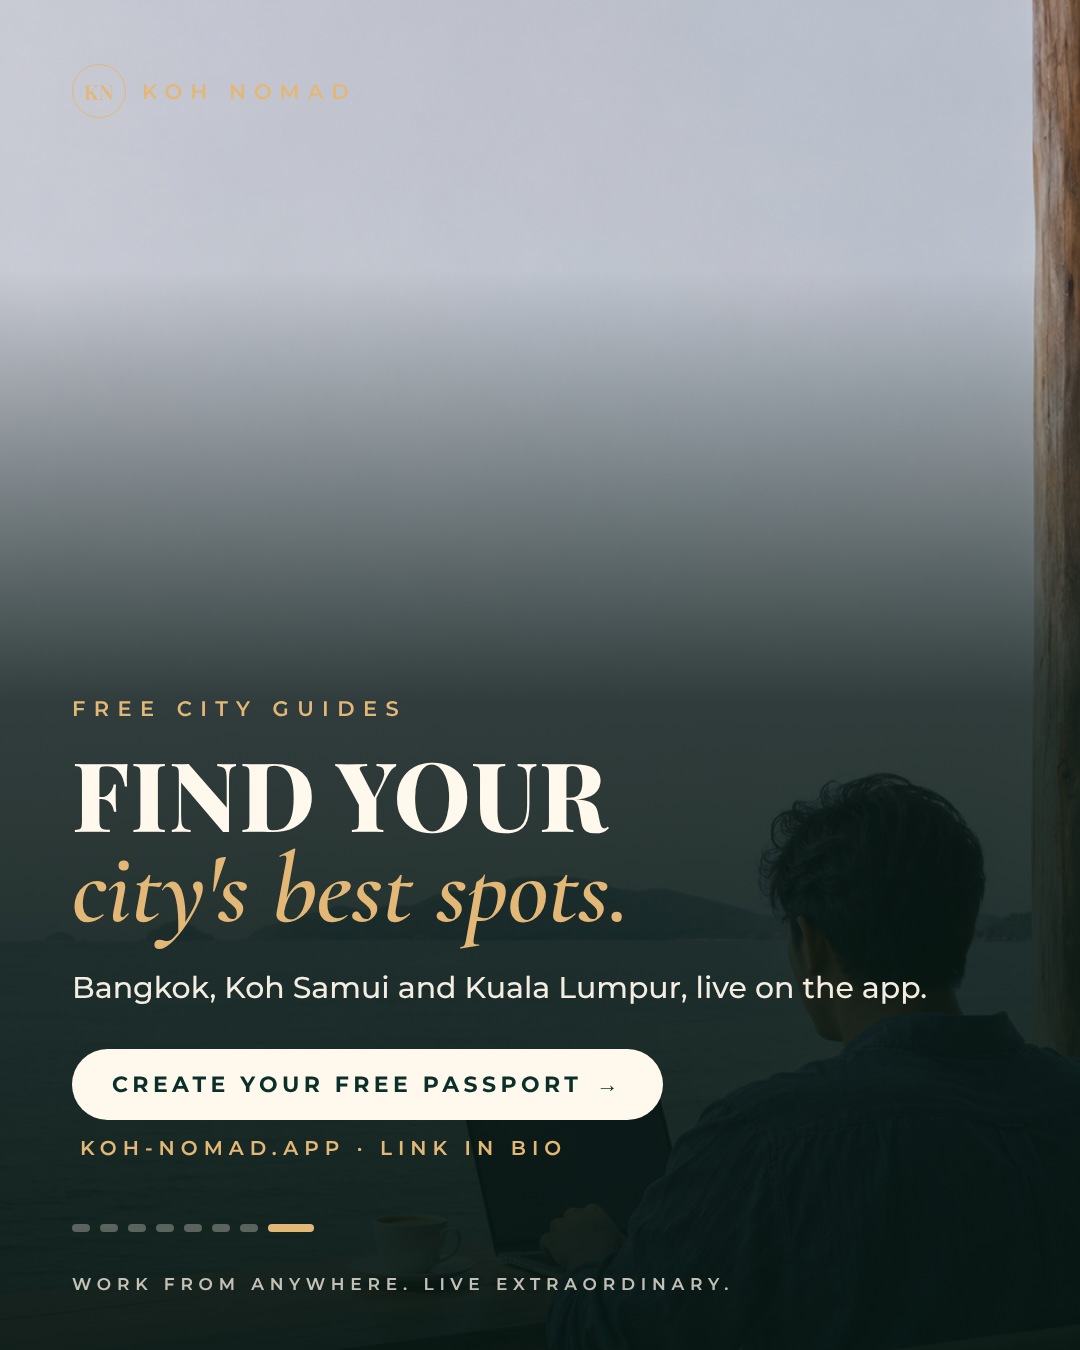 KN KOH NOMAD
FREE CITY GUIDES
FIND YOUR
city's best spots.
Bangkok, Koh Samui and Kuala Lumpur, live on the app.
CREATE YOUR FREE PASSPORT →
KOH-NOMAD.APP · LINK IN BIO
WORK FROM ANYWHERE. LIVE EXTRAORDINARY.